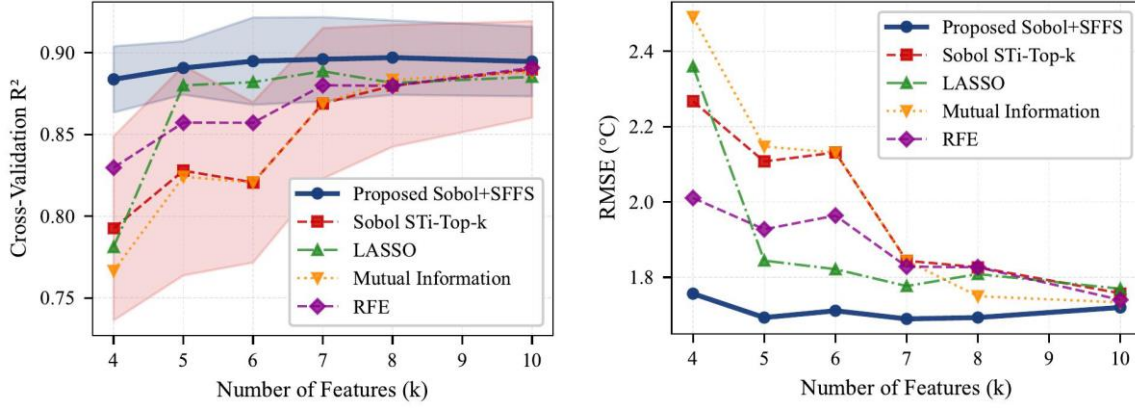 Cross-Validation R²
0.90
0.85
0.80
0.75
Proposed Sobol+SFFS
Sobol STi-Top-k
LASSO
Mutual Information
RFE
4 5 6 7 8 9 10
Number of Features (k)
RMSE (°C)
2.4
2.2
2.0
1.8
Proposed Sobol+SFFS
Sobol STi-Top-k
LASSO
Mutual Information
RFE
4 5 6 7 8 9 10
Number of Features (k)